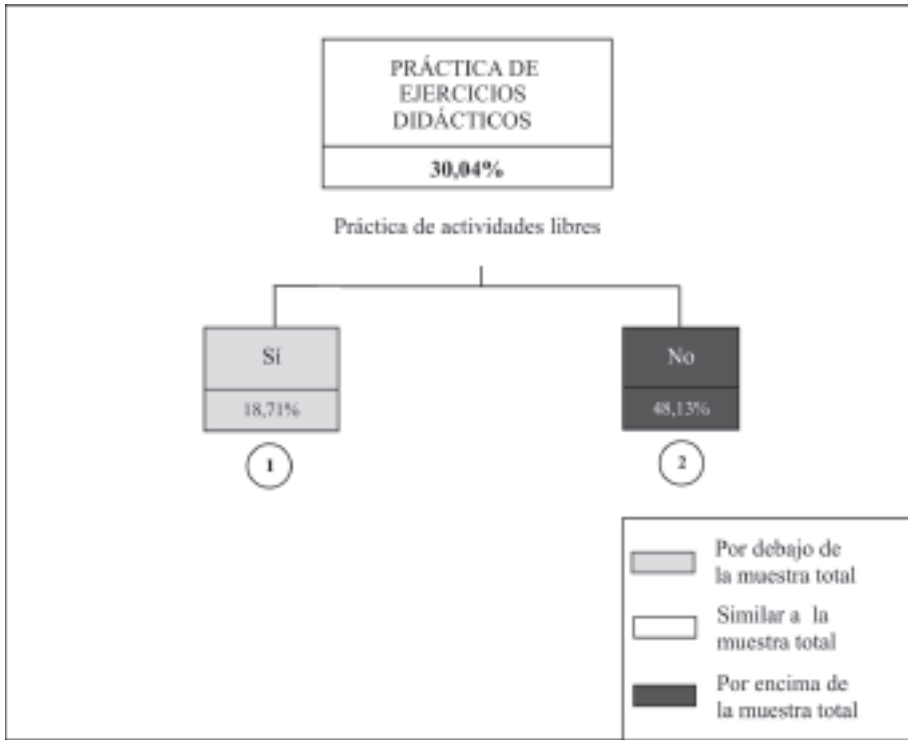 PRÁCTICA DE
EJERCICIOS
DIDÁCTICOS
30,04%
Práctica de actividades libres
Sí
No
18,71%
48,13%
1
2
Por debajo de
la muestra total
Similar a la
muestra total
Por encima de
la muestra total